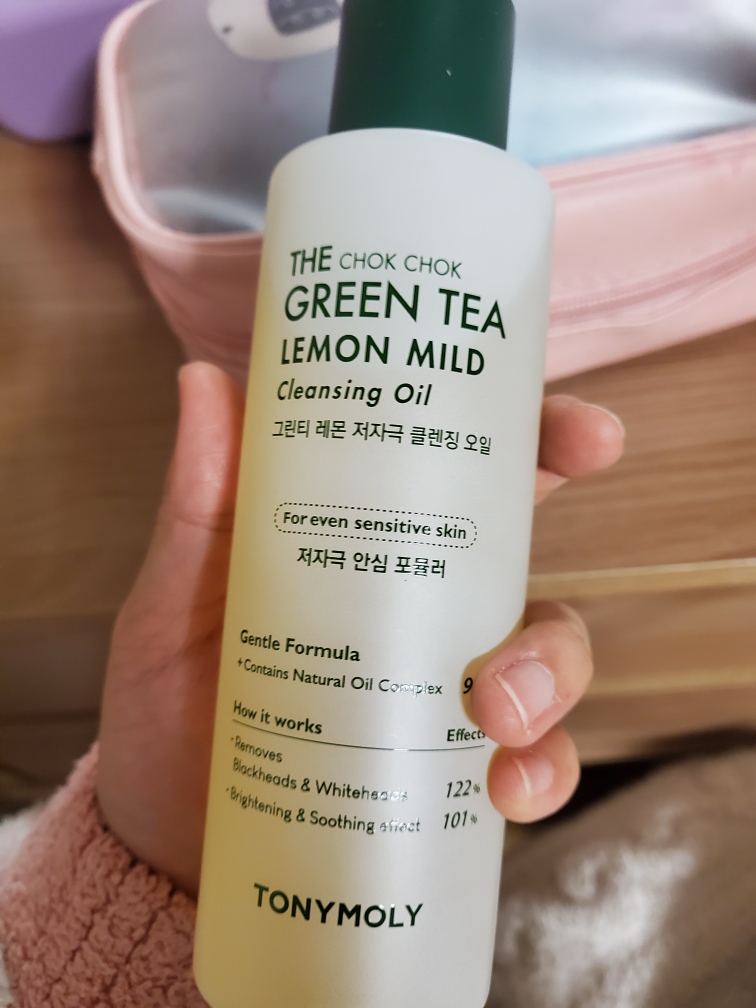 THE CHOK CHOK
GREEN TEA
LEMON MILD
Cleansing Oil
그린티 레몬 저자극 클렌징 오일
For even sensitive skin
저자극 안심 포뮬러
Gentle Formula
+Contains Natural Oil Complex 9
How it works Effects
·Removes
Blackheads & Whiteheads 122%
·Brightening & Soothing effect 101%
TONYMOLY